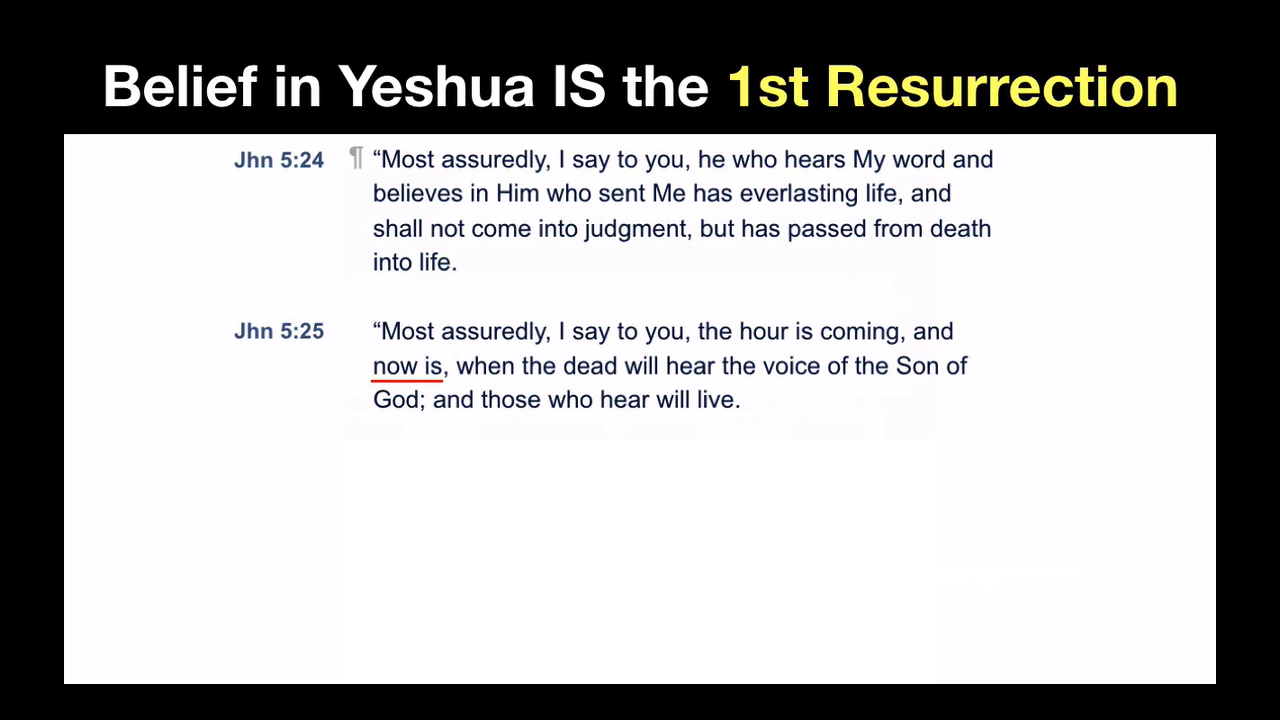 Belief in Yeshua IS the 1st Resurrection
Jhn 5:24 ¶ “Most assuredly, I say to you, he who hears My word and
believes in Him who sent Me has everlasting life, and
shall not come into judgment, but has passed from death
into life.
Jhn 5:25 “Most assuredly, I say to you, the hour is coming, and
now is, when the dead will hear the voice of the Son of
God; and those who hear will live.